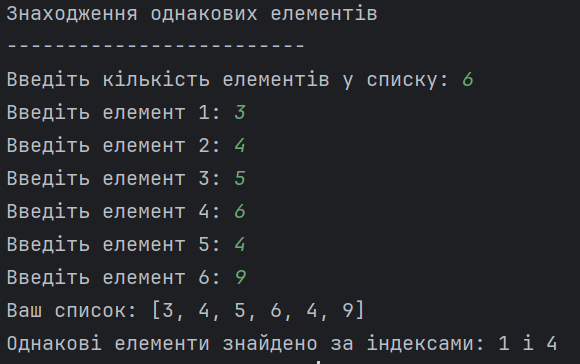 Знаходження однакових елементів
-------------------------
Введіть кількість елементів у списку: 6
Введіть елемент 1: 3
Введіть елемент 2: 4
Введіть елемент 3: 5
Введіть елемент 4: 6
Введіть елемент 5: 4
Введіть елемент 6: 9
Ваш список: [3, 4, 5, 6, 4, 9]
Однакові елементи знайдено за індексами: 1 і 4